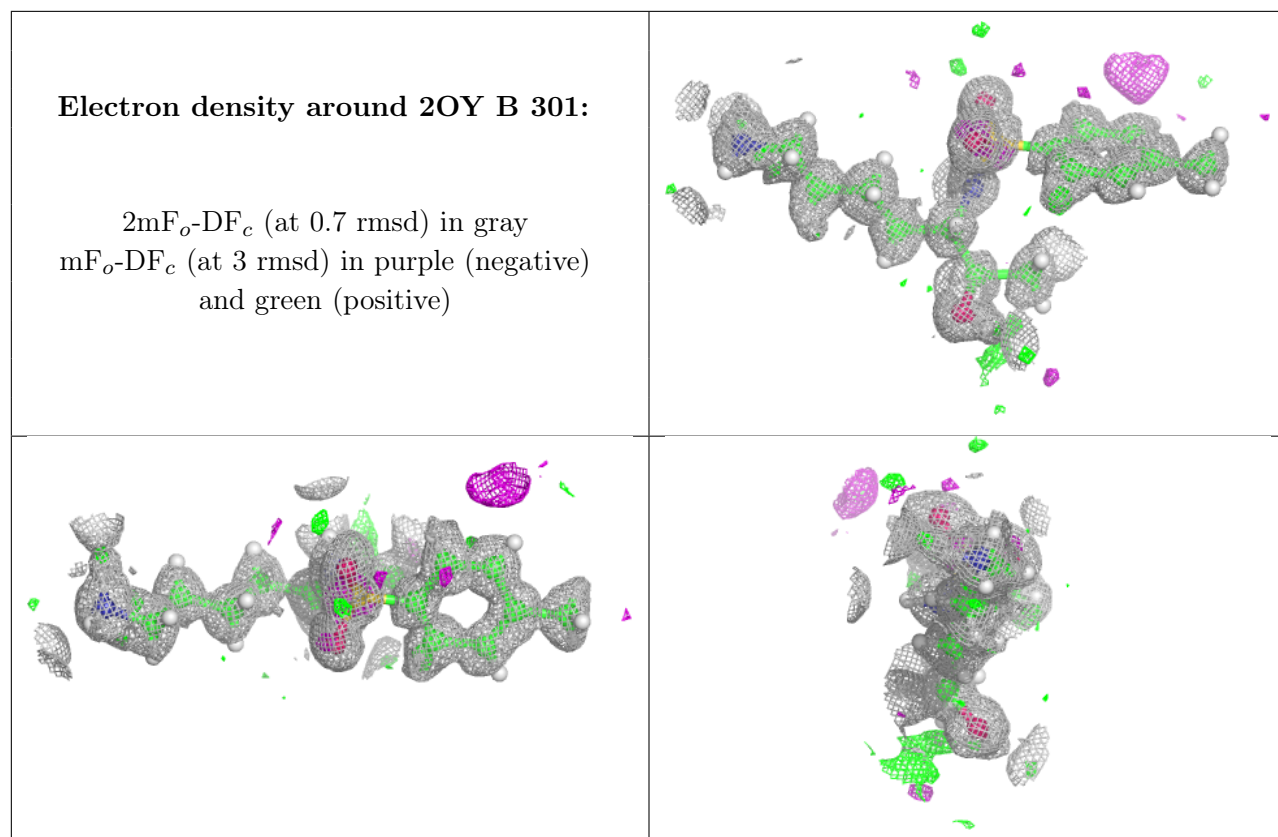 Electron density around 2OY B 301:
2mFo-DFc (at 0.7 rmsd) in gray
mFo-DFc (at 3 rmsd) in purple (negative)
and green (positive)